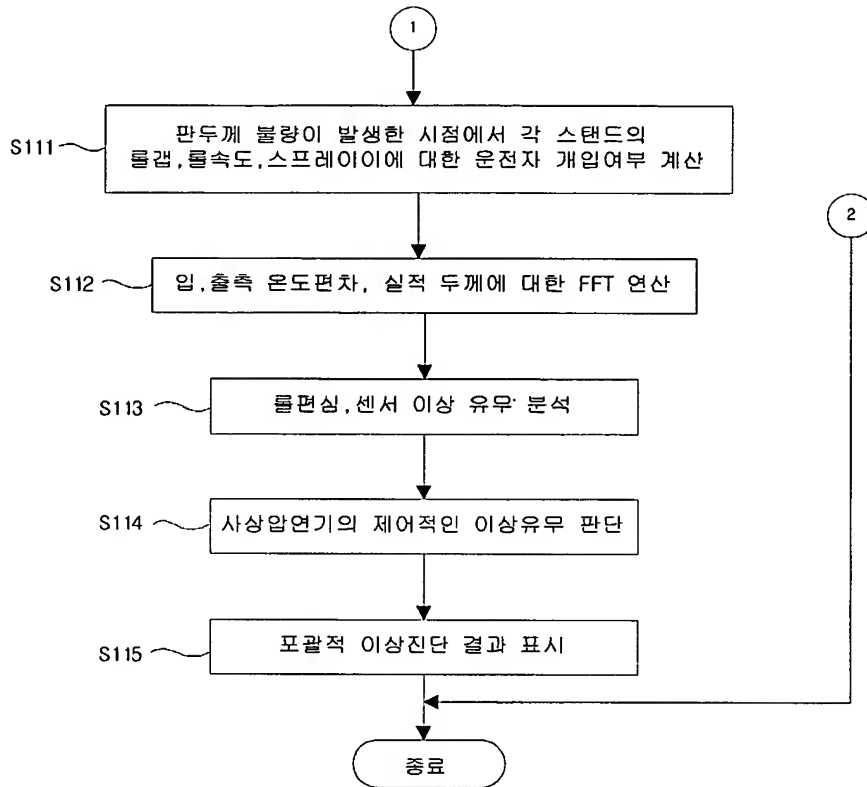 1
S111
판두께 불량이 발생한 시점에서 각 스탠드의
롤갭,롤속도,스프레이이에 대한 운전자 개입여부 계산
2
S112
입,출측 온도편차, 실적 두께에 대한 FFT 연산
S113
롤편심,센서 이상 유무 분석
S114
사상압연기의 제어적인 이상유무 판단
S115
포괄적 이상진단 결과 표시
종료